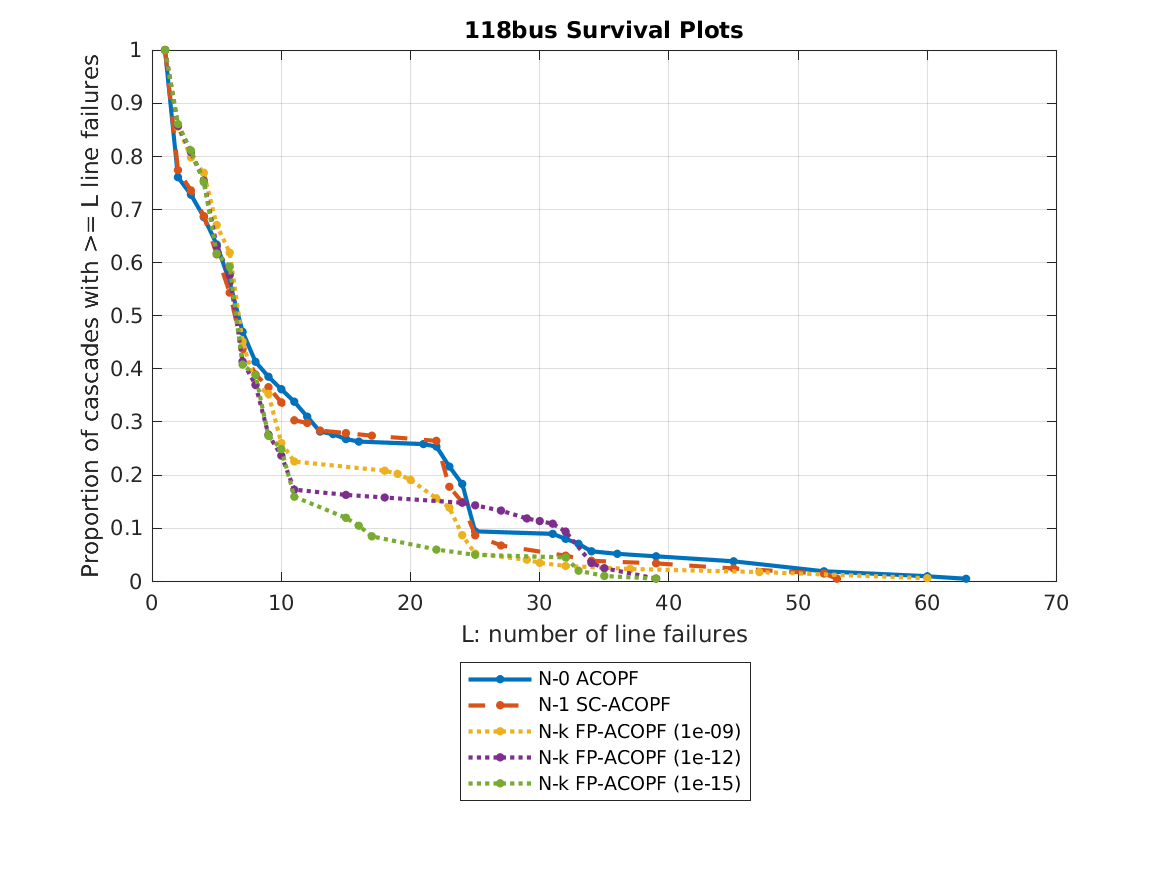 118bus Survival Plots
Proportion of cascades with >= L line failures
1
0.9
0.8
0.7
0.6
0.5
0.4
0.3
0.2
0.1
0
0 10 20 30 40 50 60 70
L: number of line failures
N-0 ACOPF
N-1 SC-ACOPF
N-k FP-ACOPF (1e-09)
N-k FP-ACOPF (1e-12)
N-k FP-ACOPF (1e-15)